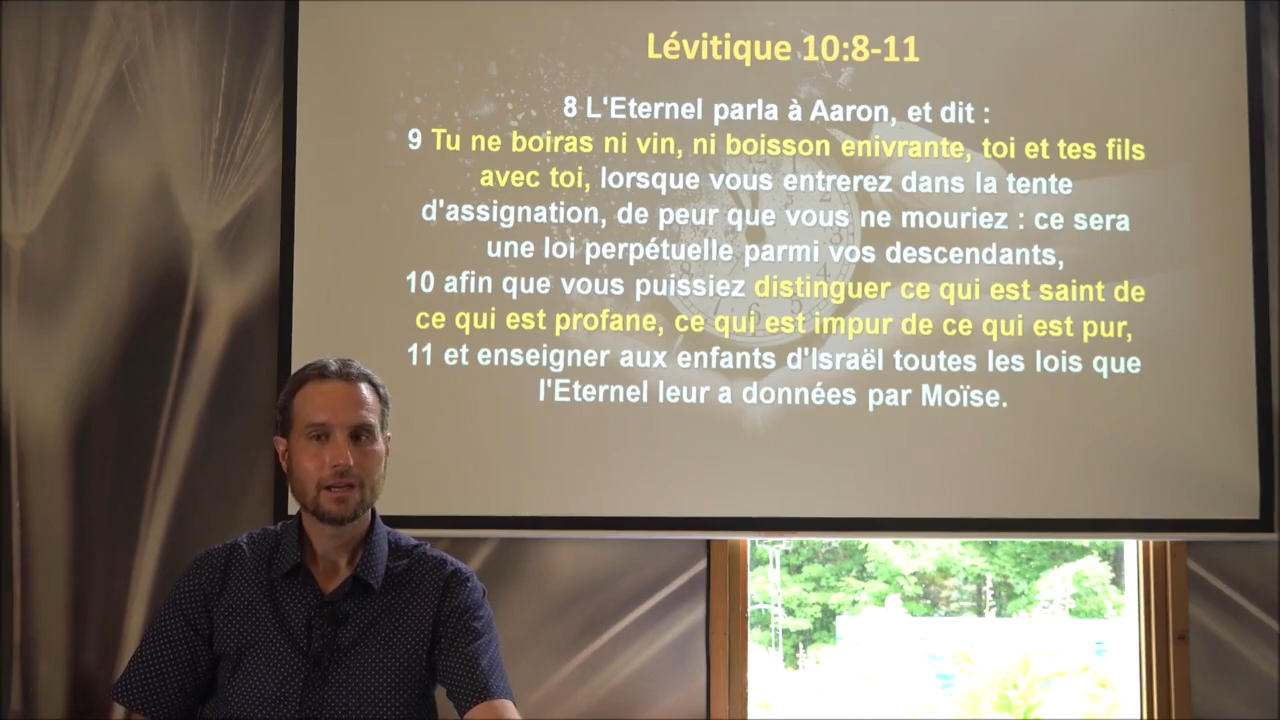 Lévitique 10:8-11
8 L'Eternel parla à Aaron, et dit :
9 Tu ne boiras ni vin, ni boisson enivrante, toi et tes fils
avec toi, lorsque vous entrerez dans la tente
d'assignation, de peur que vous ne mouriez : ce sera
une loi perpétuelle parmi vos descendants,
10 afin que vous puissiez distinguer ce qui est saint de
ce qui est profane, ce qui est impur de ce qui est pur,
11 et enseigner aux enfants d'Israël toutes les lois que
l'Eternel leur a données par Moïse.